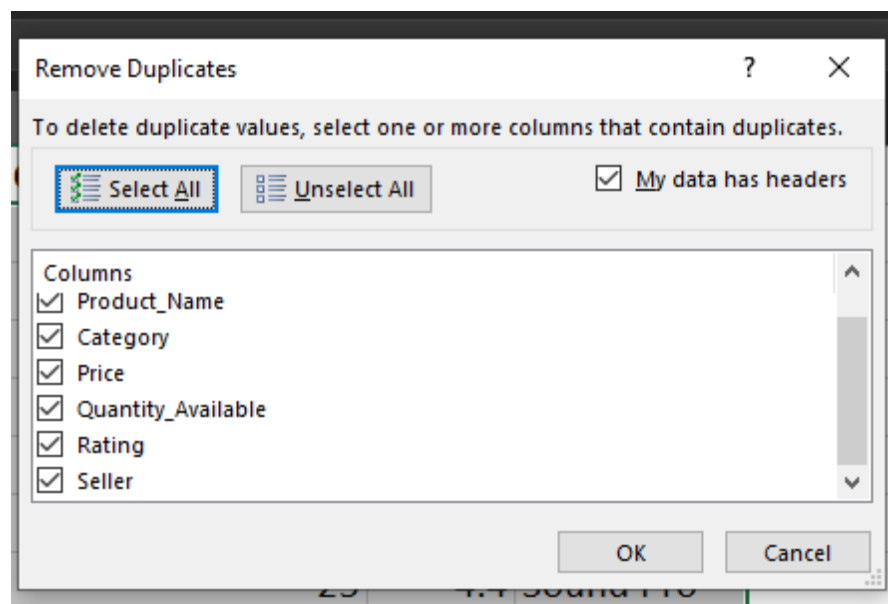 Remove Duplicates ?
To delete duplicate values, select one or more columns that contain duplicates.
Select All Unselect All My data has headers
Columns
Product_Name
Category
Price
Quantity_Available
Rating
Seller
OK Cancel